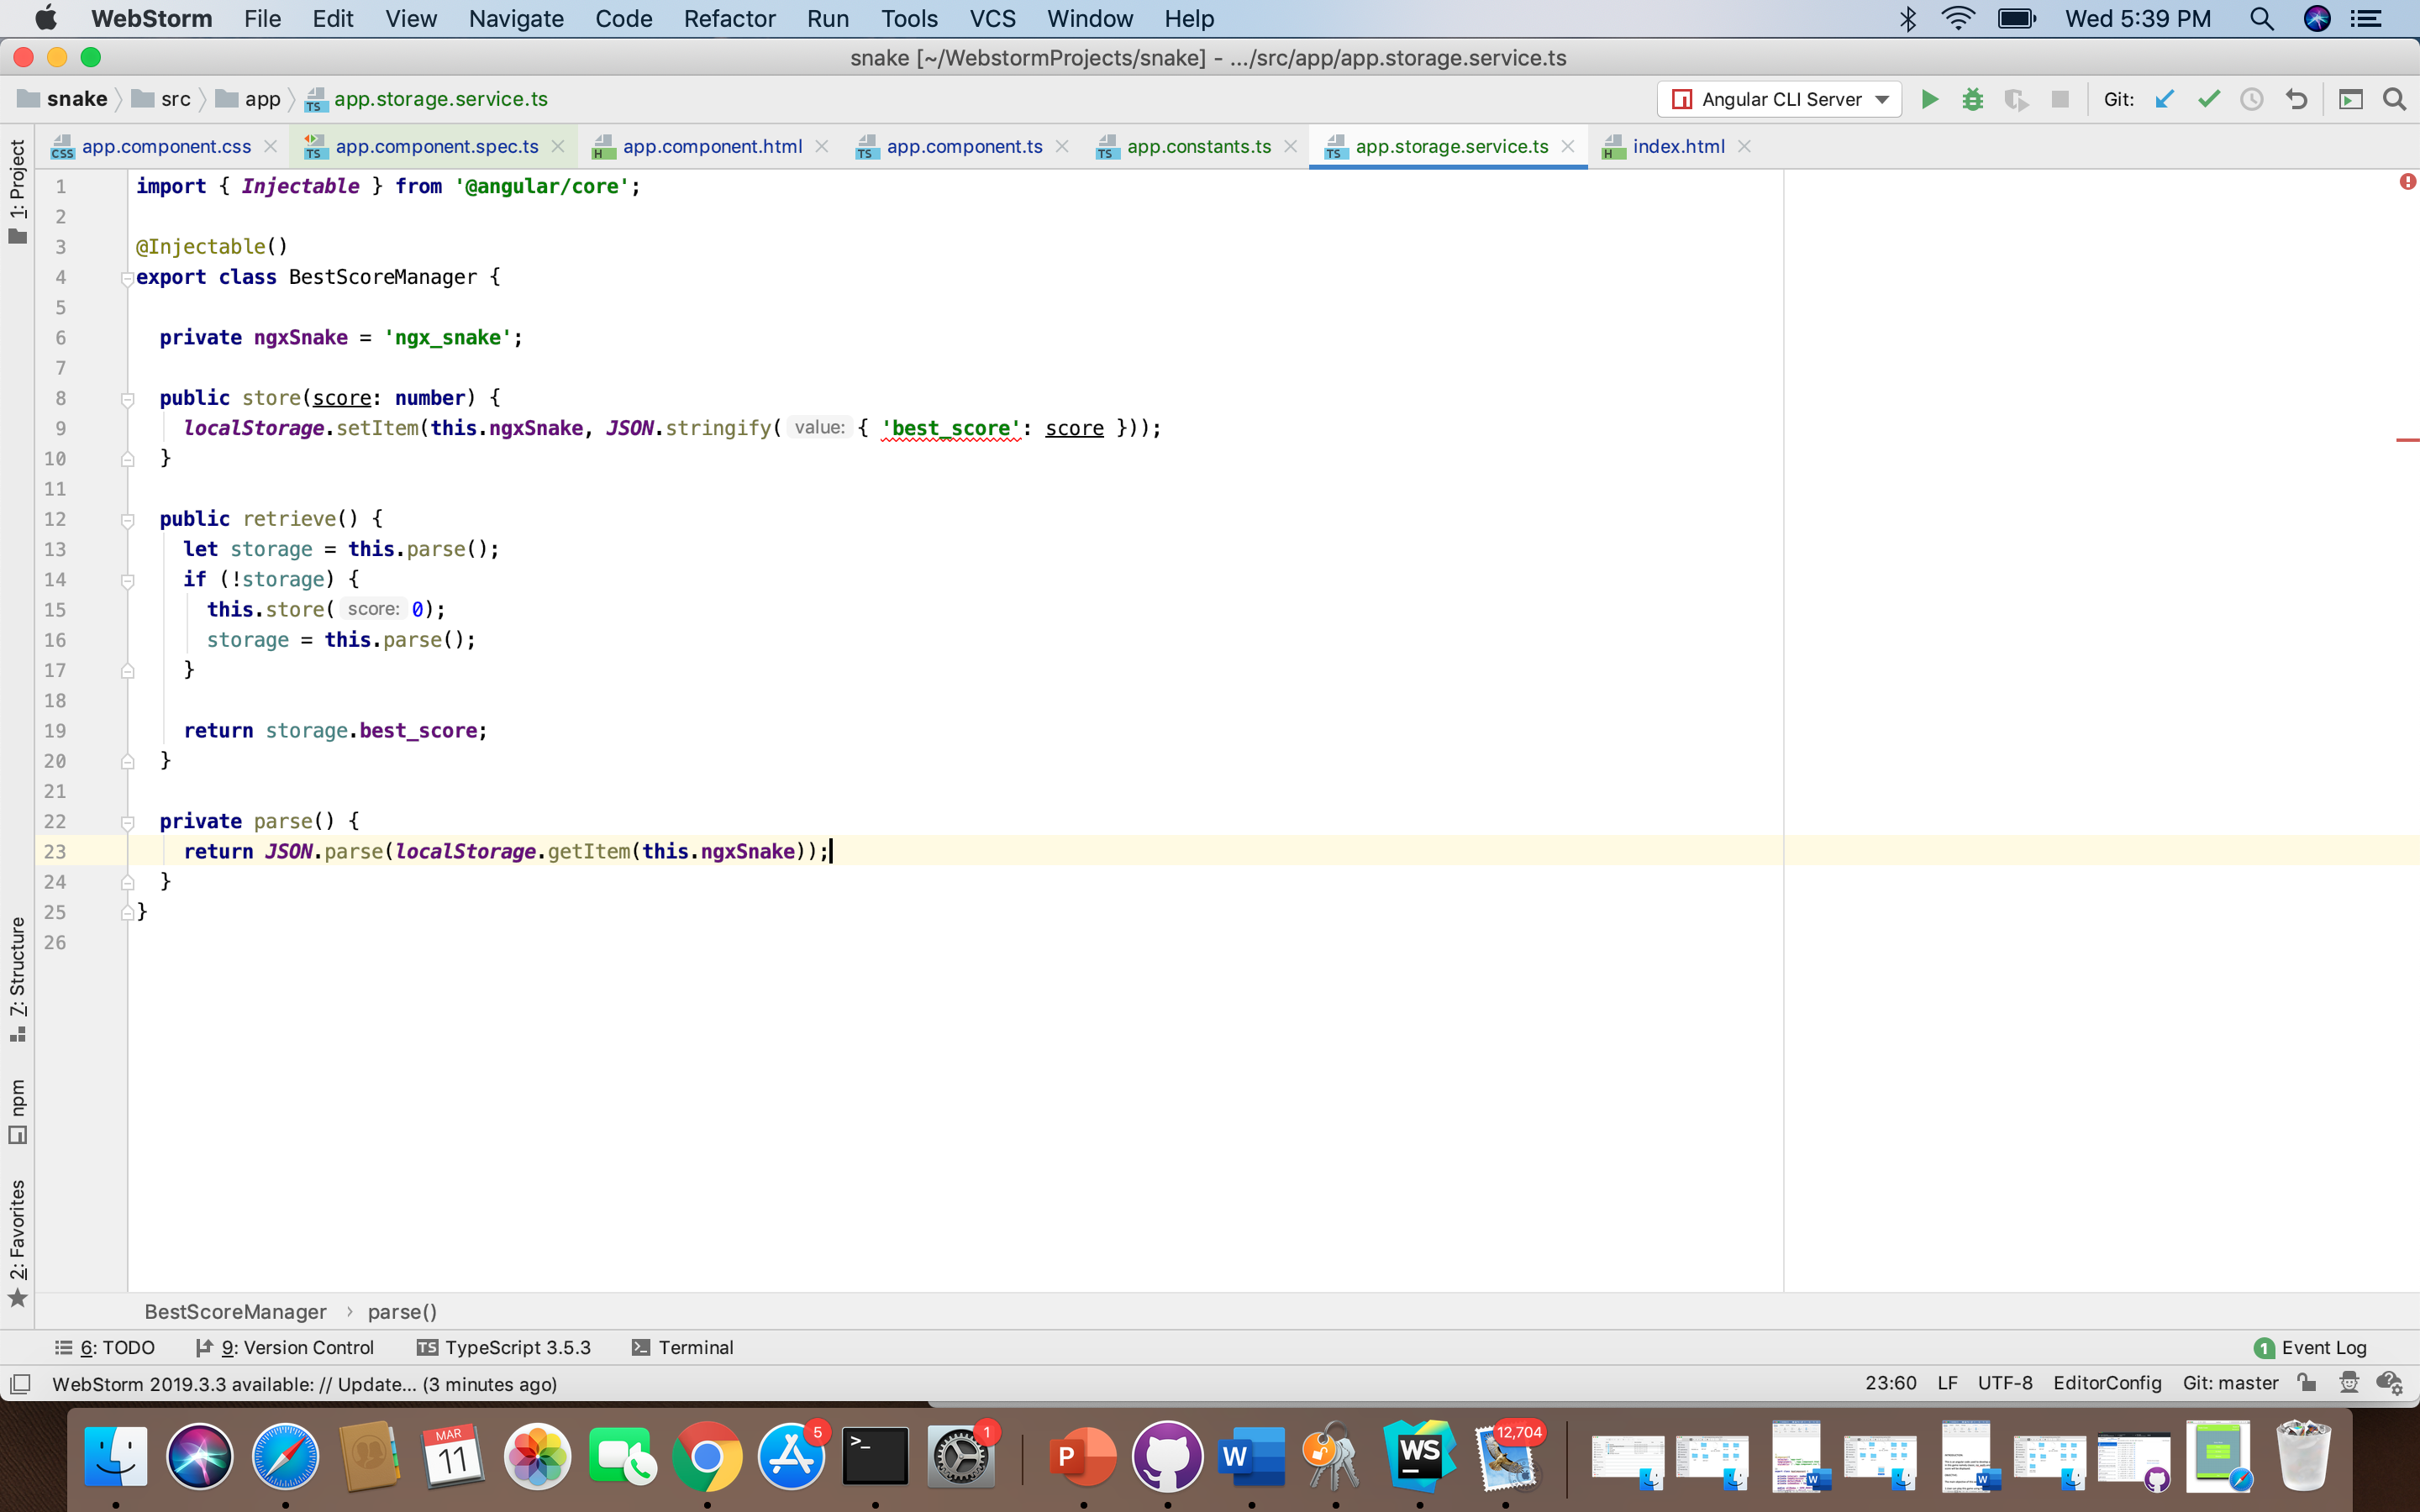 WebStorm File Edit View Navigate Code Refactor Run Tools VCS Window Help Wed 5:39 PM
snake [~/WebstormProjects/snake] - .../src/app/app.storage.service.ts
snake src app app.storage.service.ts Angular CLI Server Git:
app.component.css app.component.spec.ts app.component.html app.component.ts app.constants.ts app.storage.service.ts index.html
1: Project
1 import { Injectable } from '@angular/core';
2
3 @Injectable()
4 export class BestScoreManager {
5
6 private ngxSnake = 'ngx_snake';
7
8 public store(score: number) {
9 localStorage.setItem(this.ngxSnake, JSON.stringify( value: { 'best_score': score }));
10 }
11
12 public retrieve() {
13 let storage = this.parse();
14 if (!storage) {
15 this.store( score: 0);
16 storage = this.parse();
17 }
18
19 return storage.best_score;
20 }
21
22 private parse() {
23 return JSON.parse(localStorage.getItem(this.ngxSnake));
24 }
25 }
26
7: Structure
npm
2: Favorites
BestScoreManager › parse()
6: TODO 9: Version Control TypeScript 3.5.3 Terminal 1 Event Log
WebStorm 2019.3.3 available: // Update... (3 minutes ago) 23:60 LF UTF-8 EditorConfig Git: master
MAR 11 5 >_ 1 P W WS 12,704